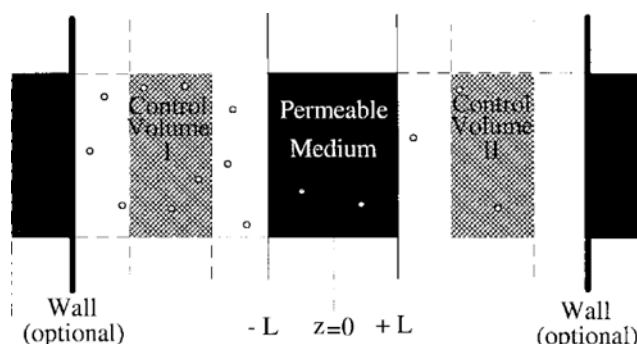 Control
Volume
I
Permeable
Medium
Control
Volume
II
Wall
(optional)
- L z=0 + L
Wall
(optional)